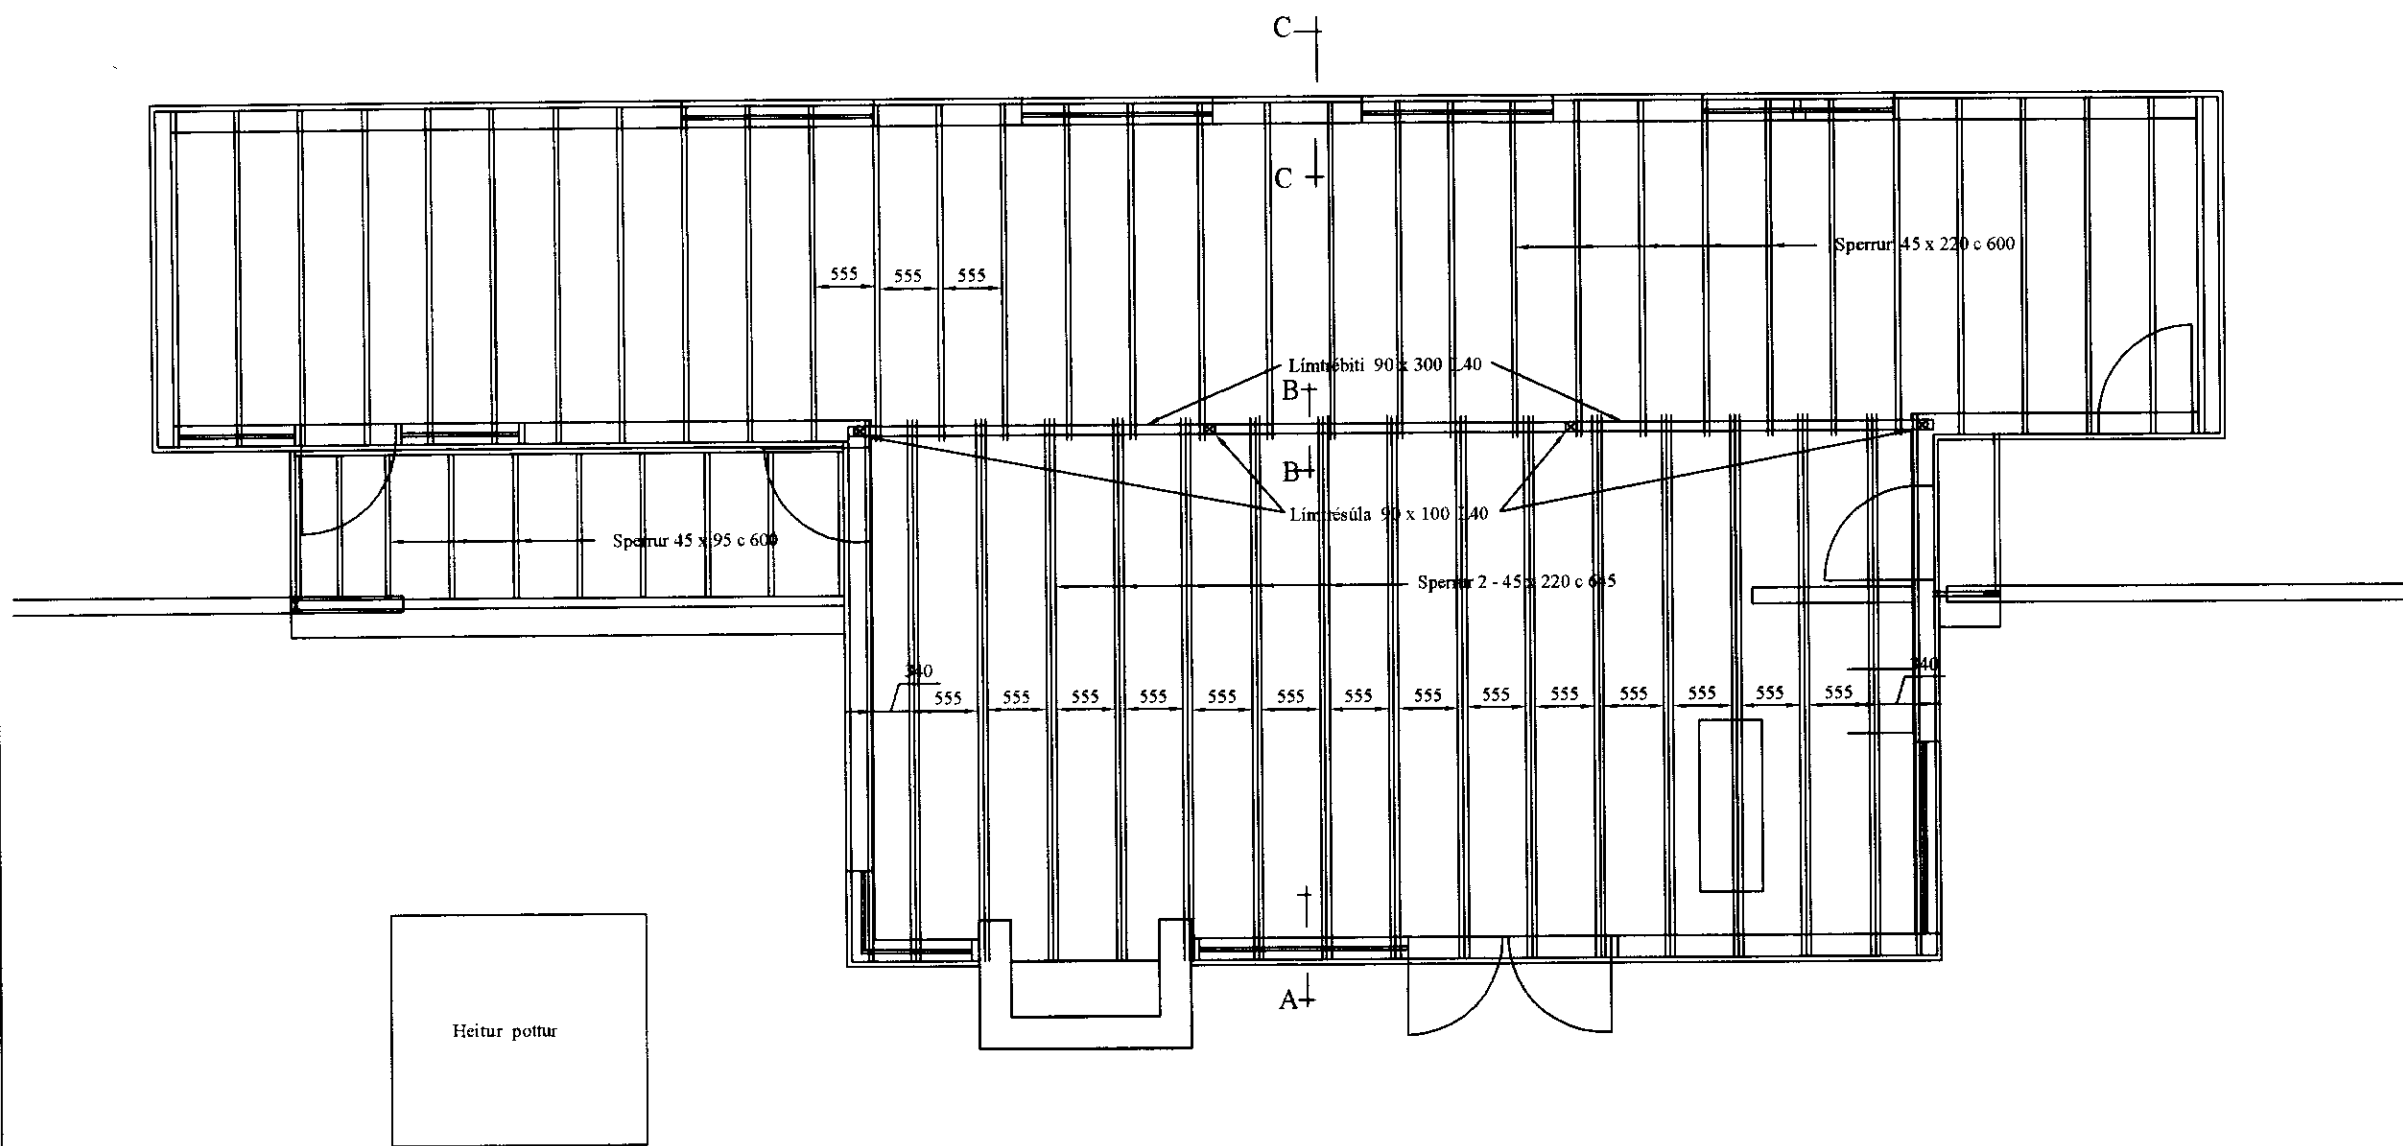 C
C
Sperrur 45 x 220 c 600
555 555 555
Límtrébiti 90 x 300 L40
B
B
Límtrésúla 90 x 100 L40
Sperrur 45 x 95 c 600
Sperrur 2 - 45 x 220 c 645
340 340
555 555 555 555 555 555 555 555 555 555 555 555 555 555
A
Heitur pottur